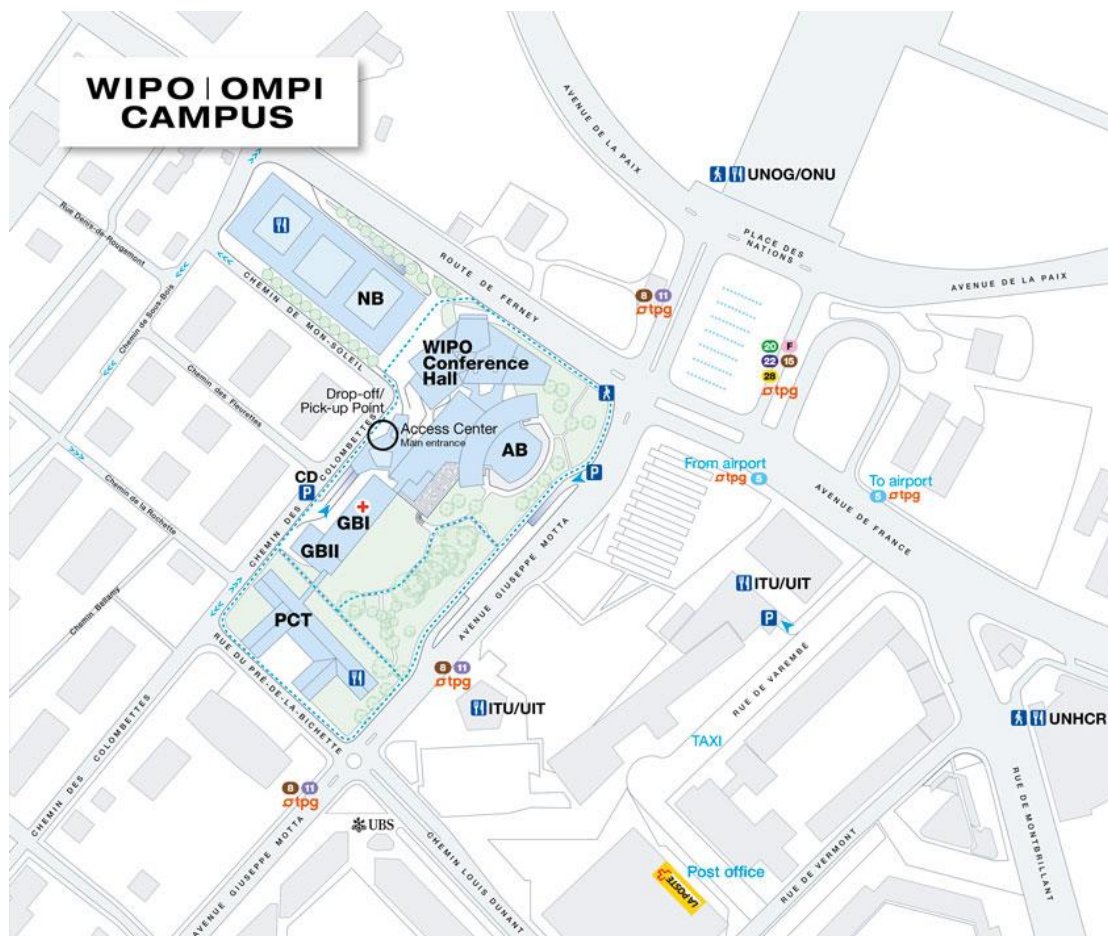 WIPO | OMPI
CAMPUS
AVENUE DE LA PAIX
UNOG/ONU
PLACE DES
NATIONS
AVENUE DE LA PAIX
Rue Denis-de-Rougemont
Chemin de Sous-Bois
CHEMIN DE MON-SOLEIL
ROUTE DE FERNEY
NB
8 11
tpg
20 F
22 15
28
tpg
WIPO
Conference
Hall
Chemin des Fleurettes
Drop-off/
Pick-up Point
Access Center
Main entrance
AB
From airport
tpg 5
To airport
5 tpg
CD
P
P
CHEMIN DES COLOMBETTES
Chemin de la Rochette
GBI
GBII
AVENUE GIUSEPPE MOTTA
AVENUE DE FRANCE
Chemin Bellamy
PCT
ITU/UIT
P
RUE DU PRÉ-DE-LA-BICHETTE
8 11
tpg
ITU/UIT
RUE DE VAREMBÉ
UNHCR
TAXI
CHEMIN DES COLOMBETTES
8 11
tpg
UBS
AVENUE GIUSEPPE MOTTA
CHEMIN LOUIS DUNANT
Post office
LA POSTE
RUE DE VERMONT
RUE DE MONTBRILLANT